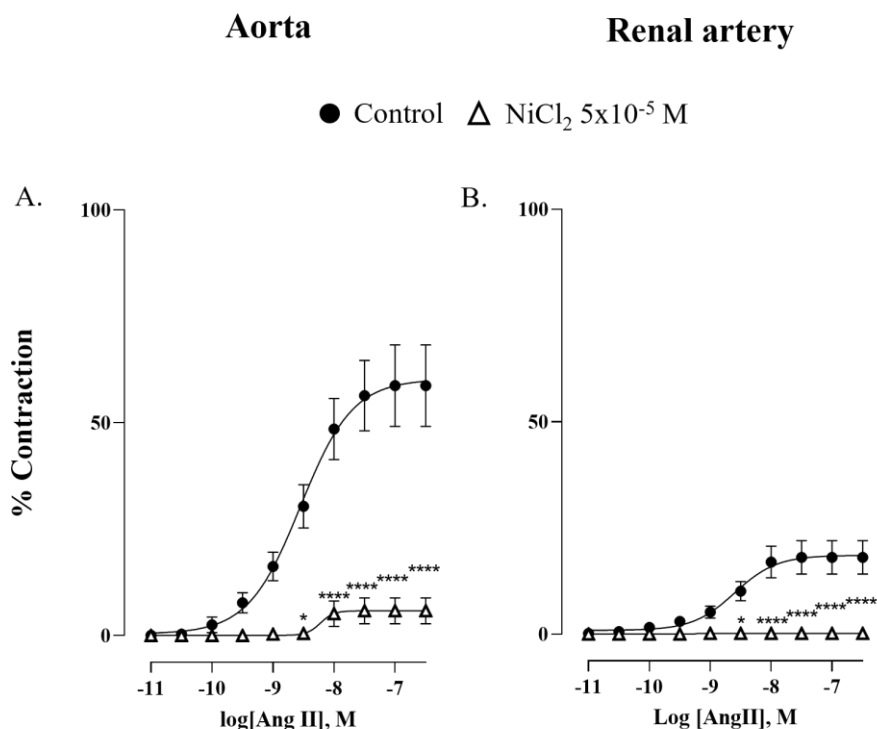 Aorta
Renal artery
Control NiCl₂ 5x10⁻⁵ M
A.
B.
% Contraction
100
50
0
* **** **** **** ****
-11 -10 -9 -8 -7
log[Ang II], M
100
50
0
* **** **** **** ****
-11 -10 -9 -8 -7
Log [AngII], M